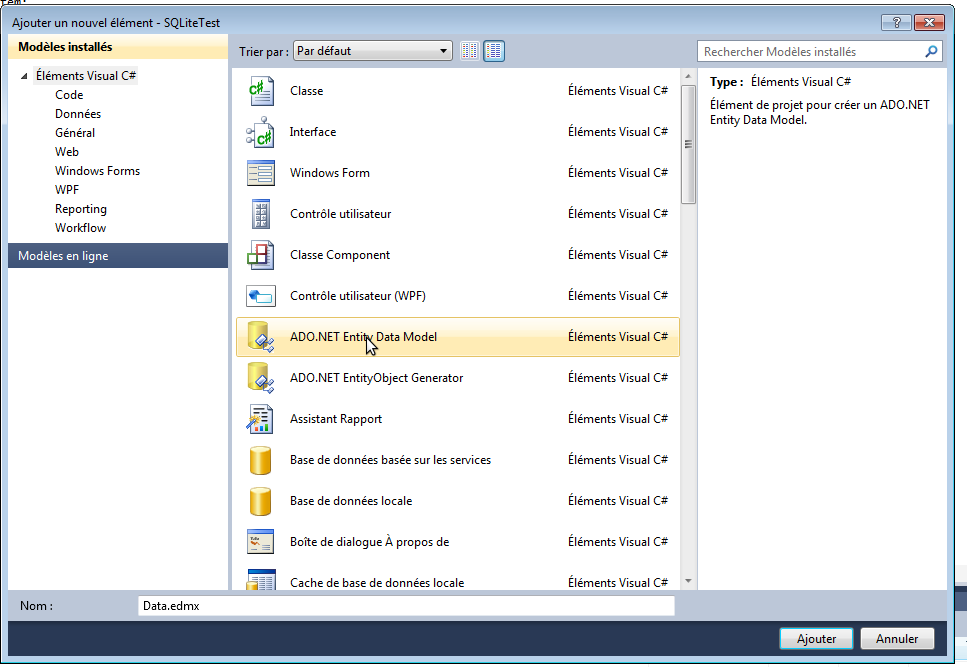 Ajouter un nouvel élément - SQLiteTest
Modèles installés
Éléments Visual C#
Code
Données
Général
Web
Windows Forms
WPF
Reporting
Workflow
Modèles en ligne
Trier par :
Par défaut
Classe Éléments Visual C#
Interface Éléments Visual C#
Windows Form Éléments Visual C#
Contrôle utilisateur Éléments Visual C#
Classe Component Éléments Visual C#
Contrôle utilisateur (WPF) Éléments Visual C#
ADO.NET Entity Data Model Éléments Visual C#
ADO.NET EntityObject Generator Éléments Visual C#
Assistant Rapport Éléments Visual C#
Base de données basée sur les services Éléments Visual C#
Base de données locale Éléments Visual C#
Boîte de dialogue À propos de Éléments Visual C#
Cache de base de données locale Éléments Visual C#
Rechercher Modèles installés
Type : Éléments Visual C#
Élément de projet pour créer un ADO.NET
Entity Data Model.
Nom :
Data.edmx
Ajouter
Annuler